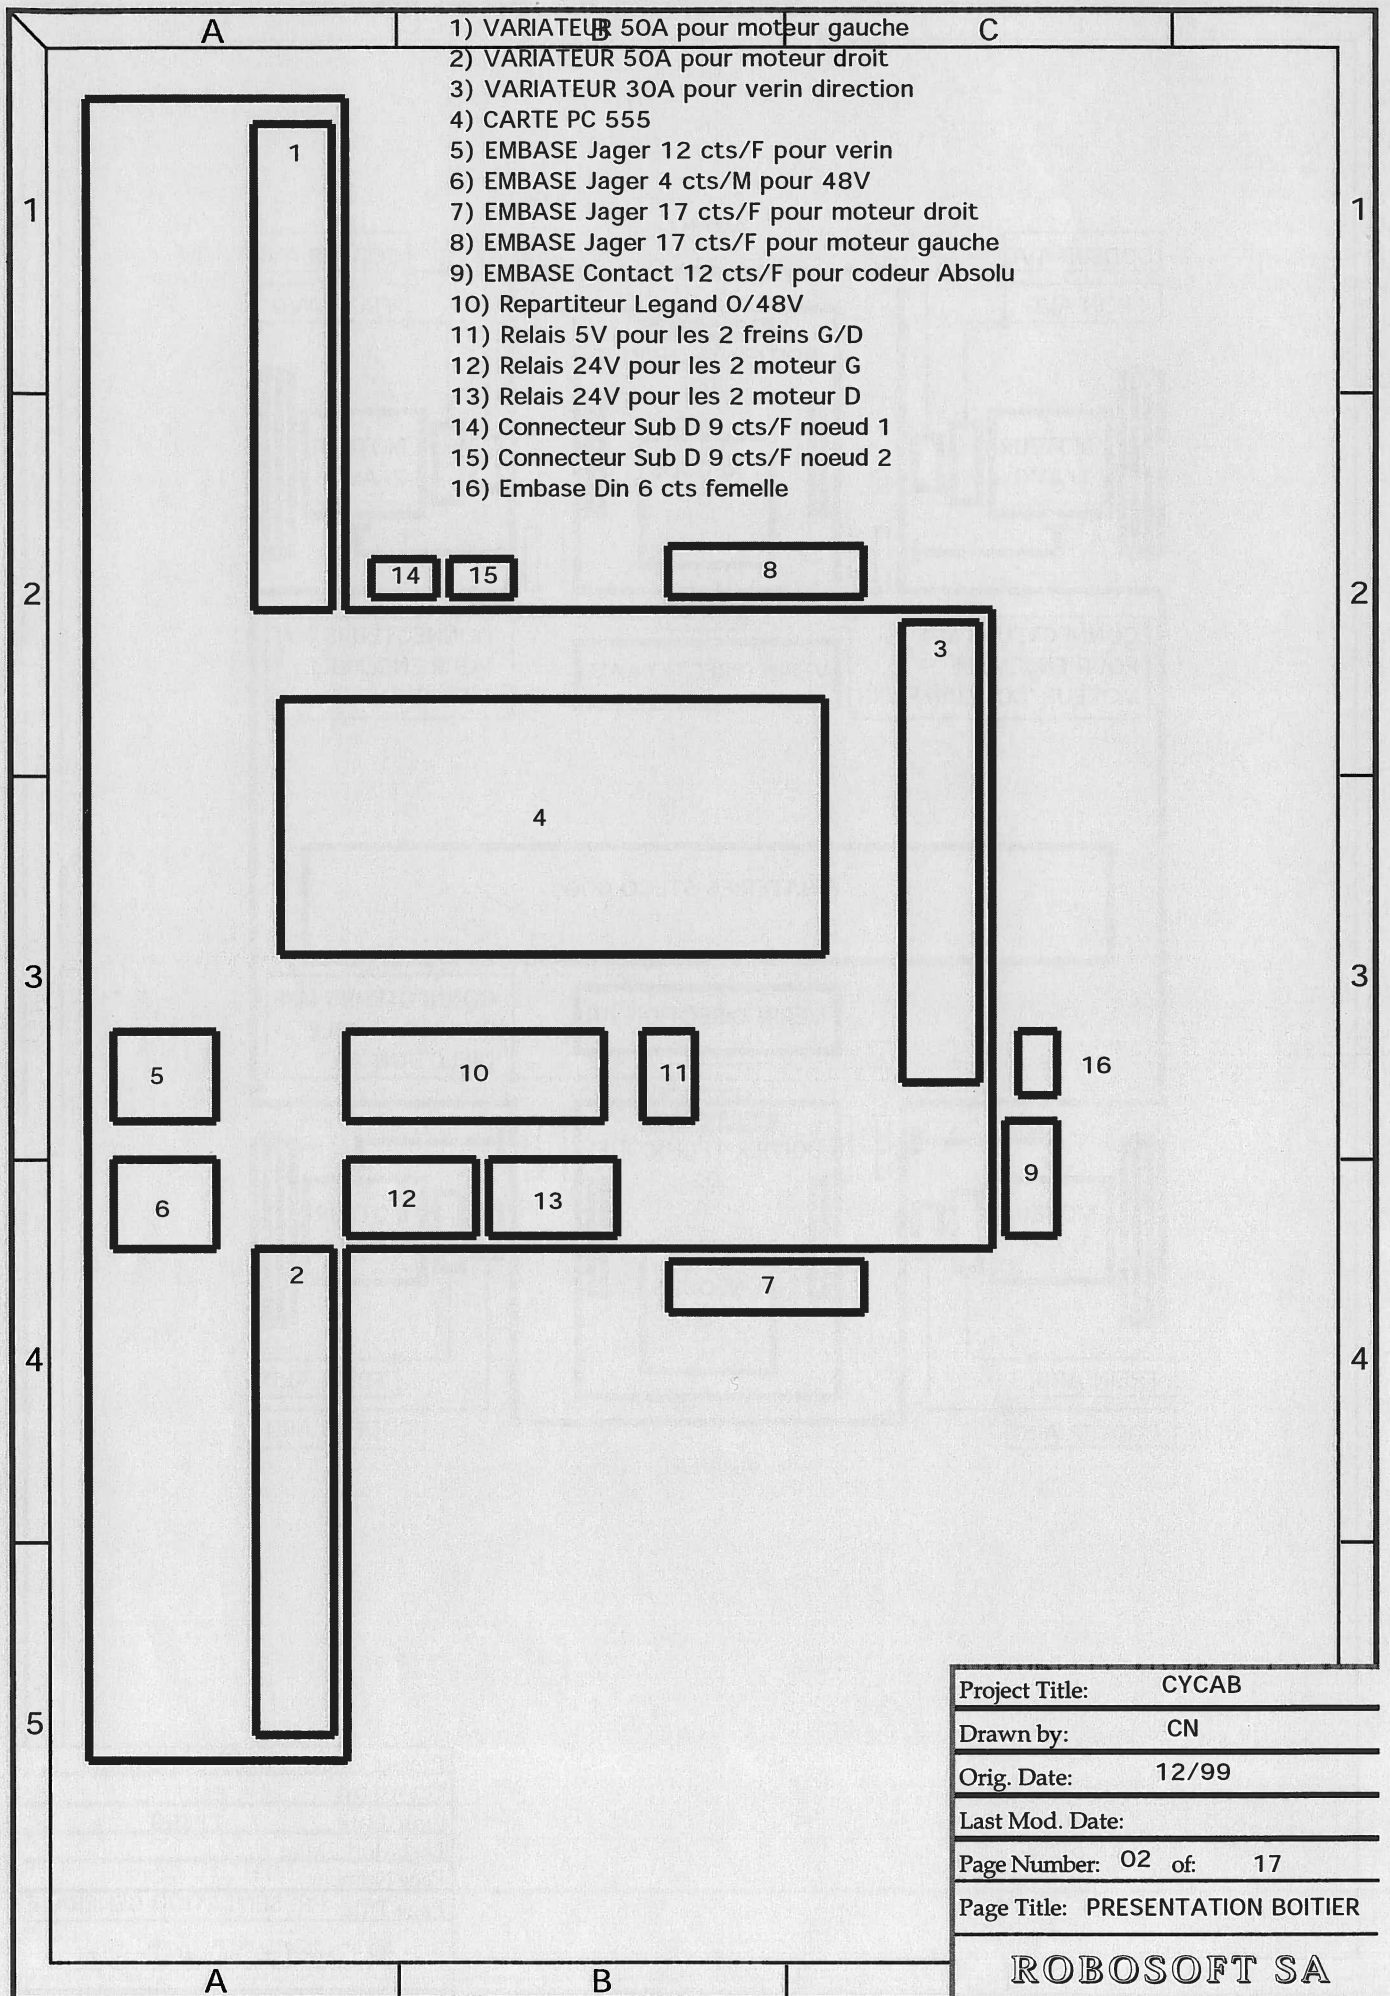 A B C
1) VARIATEUR 50A pour moteur gauche
2) VARIATEUR 50A pour moteur droit
3) VARIATEUR 30A pour verin direction
4) CARTE PC 555
5) EMBASE Jager 12 cts/F pour verin
6) EMBASE Jager 4 cts/M pour 48V
7) EMBASE Jager 17 cts/F pour moteur droit
8) EMBASE Jager 17 cts/F pour moteur gauche
9) EMBASE Contact 12 cts/F pour codeur Absolu
10) Repartiteur Legand 0/48V
11) Relais 5V pour les 2 freins G/D
12) Relais 24V pour les 2 moteur G
13) Relais 24V pour les 2 moteur D
14) Connecteur Sub D 9 cts/F noeud 1
15) Connecteur Sub D 9 cts/F noeud 2
16) Embase Din 6 cts femelle
1
1
1
14
15
8
2
2
3
4
3
3
5
10
11
16
6
12
13
9
2
7
4
4
5
Project Title: CYCAB
Drawn by: CN
Orig. Date: 12/99
Last Mod. Date:
Page Number: 02 of: 17
Page Title: PRESENTATION BOITIER
ROBOSOFT SA
A B